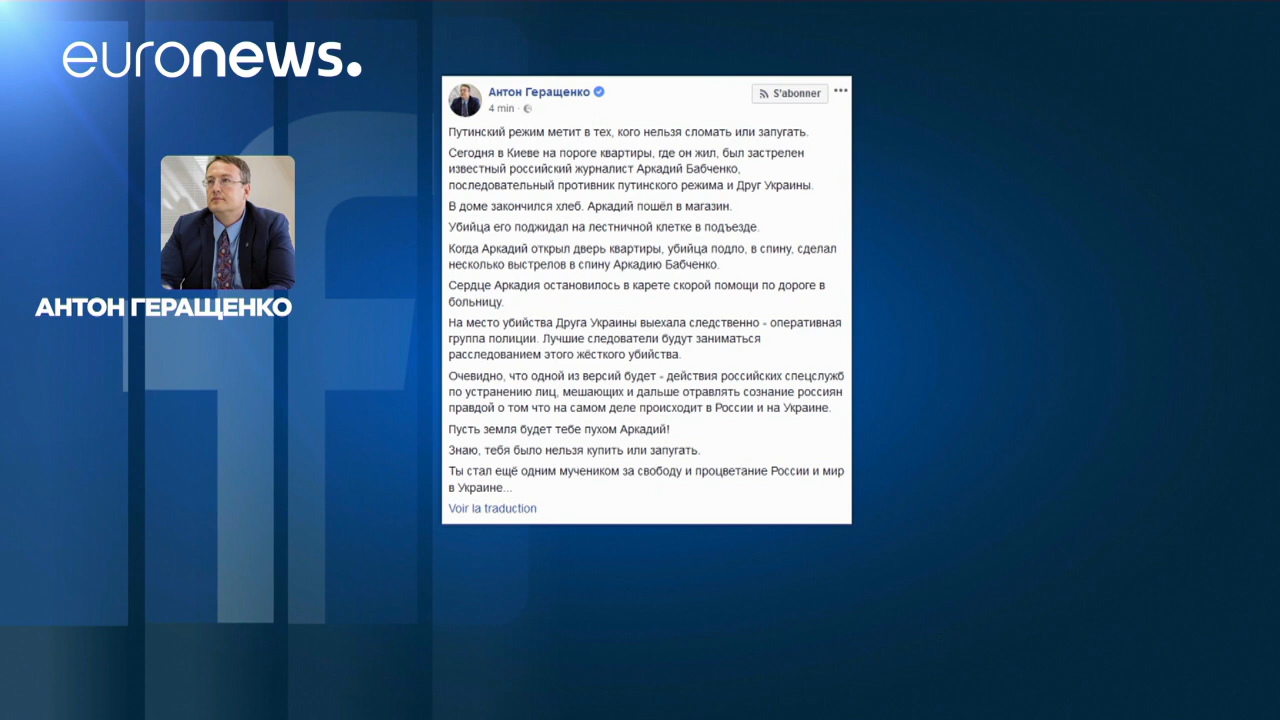 euronews.
АНТОН ГЕРАЩЕНКО
Антон Геращенко
S'abonner
4 min
Путинский режим метит в тех, кого нельзя сломать или запугать.
Сегодня в Киеве на пороге квартиры, где он жил, был застрелен
известный российский журналист Аркадий Бабченко,
последовательный противник путинского режима и Друг Украины.
В доме закончился хлеб. Аркадий пошёл в магазин.
Убийца его поджидал на лестничной клетке в подъезде.
Когда Аркадий открыл дверь квартиры, убийца подло, в спину, сделал
несколько выстрелов в спину Аркадию Бабченко.
Сердце Аркадия остановилось в карете скорой помощи по дороге в
больницу.
На место убийства Друга Украины выехала следственно - оперативная
группа полиции. Лучшие следователи будут заниматься
расследованием этого жёсткого убийства.
Очевидно, что одной из версий будет - действия российских спецслужб
по устранению лиц, мешающих и дальше отравлять сознание россиян
правдой о том что на самом деле происходит в России и на Украине.
Пусть земля будет тебе пухом Аркадий!
Знаю, тебя было нельзя купить или запугать.
Ты стал ещё одним мучеником за свободу и процветание России и мир
в Украине...
Voir la traduction